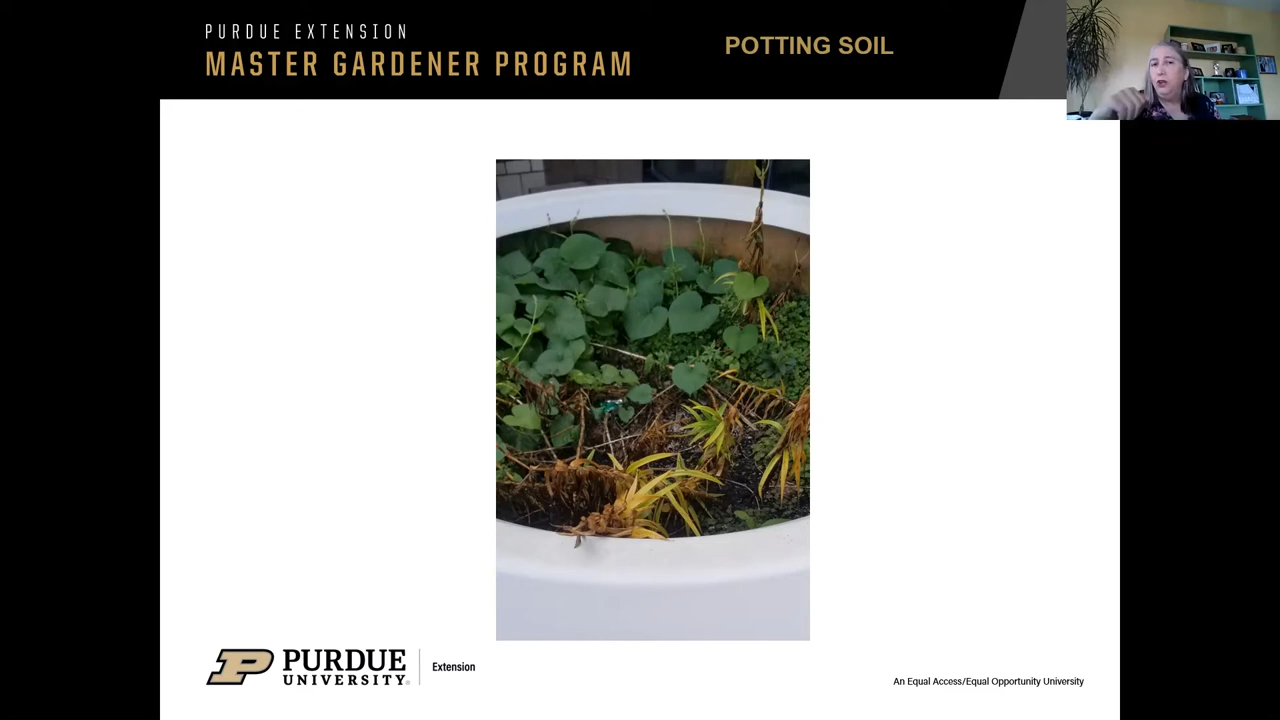 PURDUE EXTENSION
MASTER GARDENER PROGRAM
POTTING SOIL
PURDUE
UNIVERSITY®
Extension
An Equal Access/Equal Opportunity University